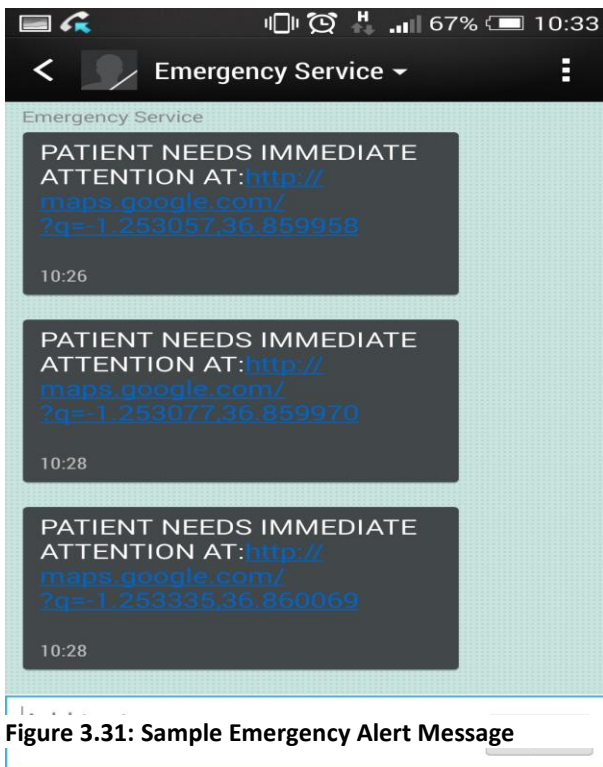 H 67% 10:33
Emergency Service
Emergency Service
PATIENT NEEDS IMMEDIATE
ATTENTION AT:http://
maps.google.com/
?q=-1.253057,36.859958
10:26
PATIENT NEEDS IMMEDIATE
ATTENTION AT:http://
maps.google.com/
?q=-1.253077,36.859970
10:28
PATIENT NEEDS IMMEDIATE
ATTENTION AT:http://
maps.google.com/
?q=-1.253335,36.860069
10:28
Figure 3.31: Sample Emergency Alert Message